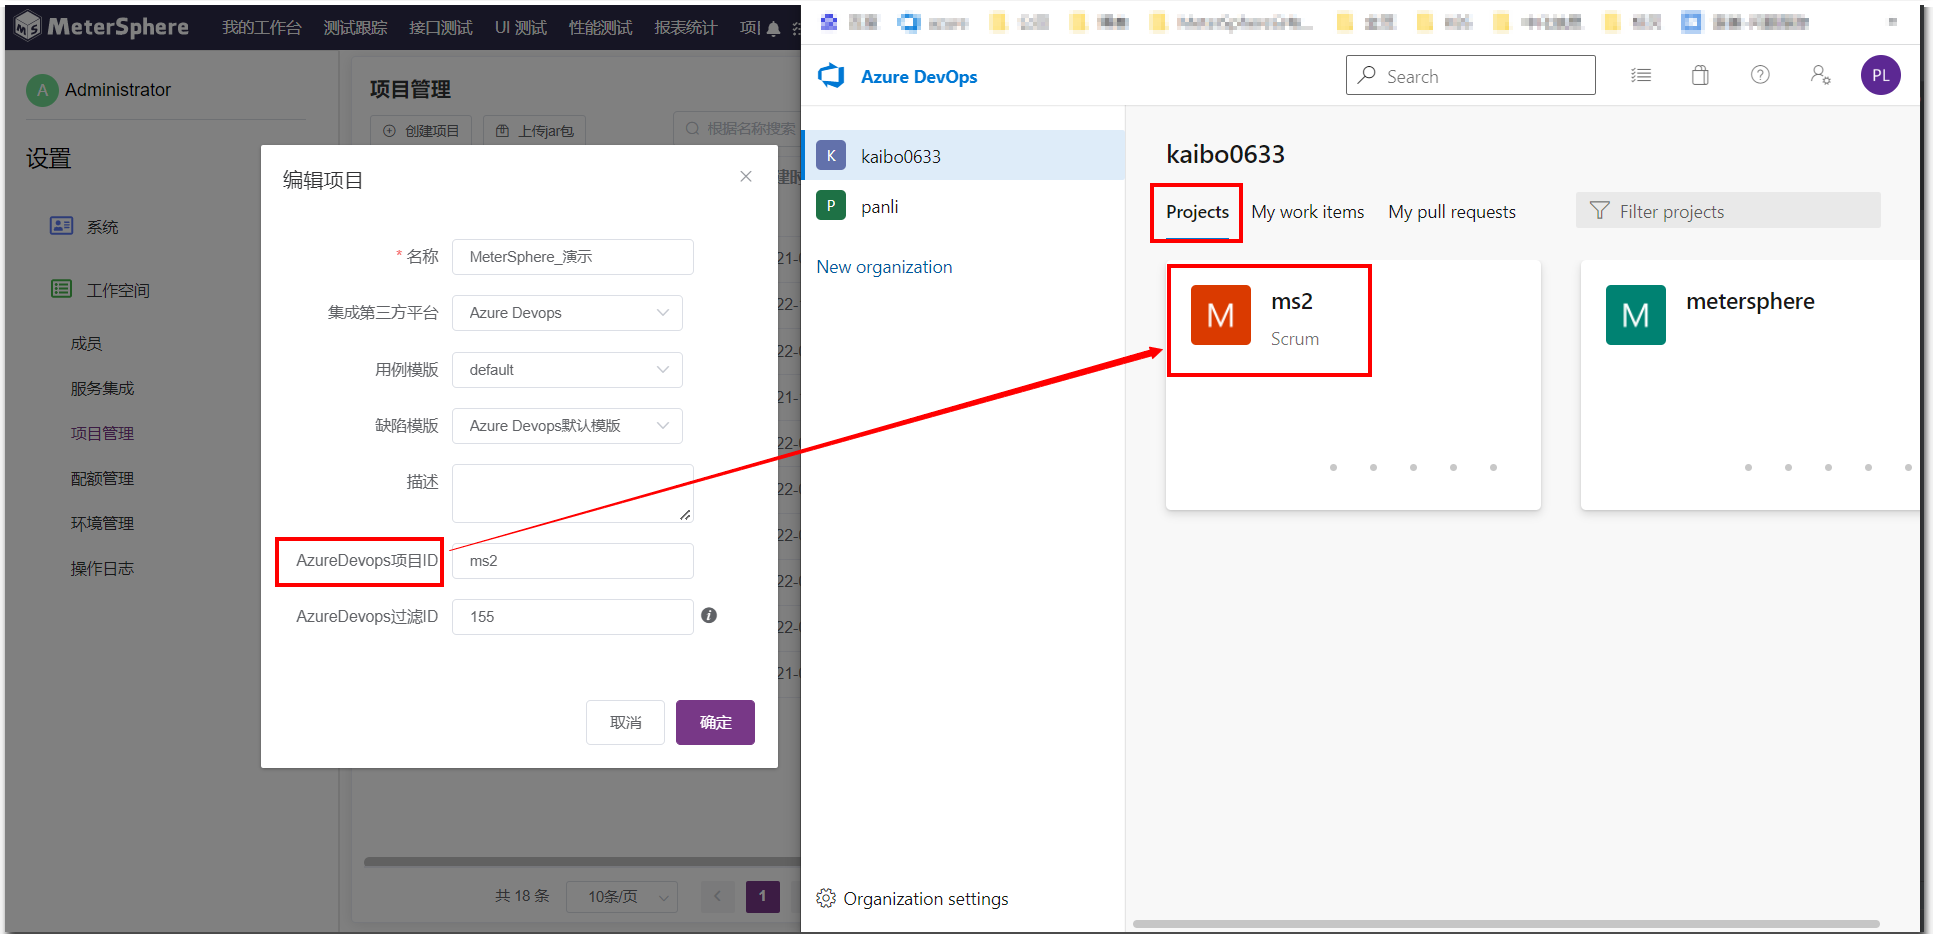 MeterSphere 我的工作台 测试跟踪 接口测试 UI 测试 性能测试 报表统计
A Administrator
设置
系统
工作空间
成员
服务集成
项目管理
配额管理
环境管理
操作日志
项目管理
创建项目 上传jar包 根据名称搜索
编辑项目
* 名称 MeterSphere_演示
集成第三方平台 Azure Devops
用例模版 default
缺陷模版 Azure Devops默认模版
描述
AzureDevops项目ID ms2
AzureDevops过滤ID 155
取消 确定
共 18 条 10条/页 1
Azure DevOps Search PL
K kaibo0633
P panli
New organization
Organization settings
kaibo0633
Projects My work items My pull requests Filter projects
M ms2
Scrum
M metersphere